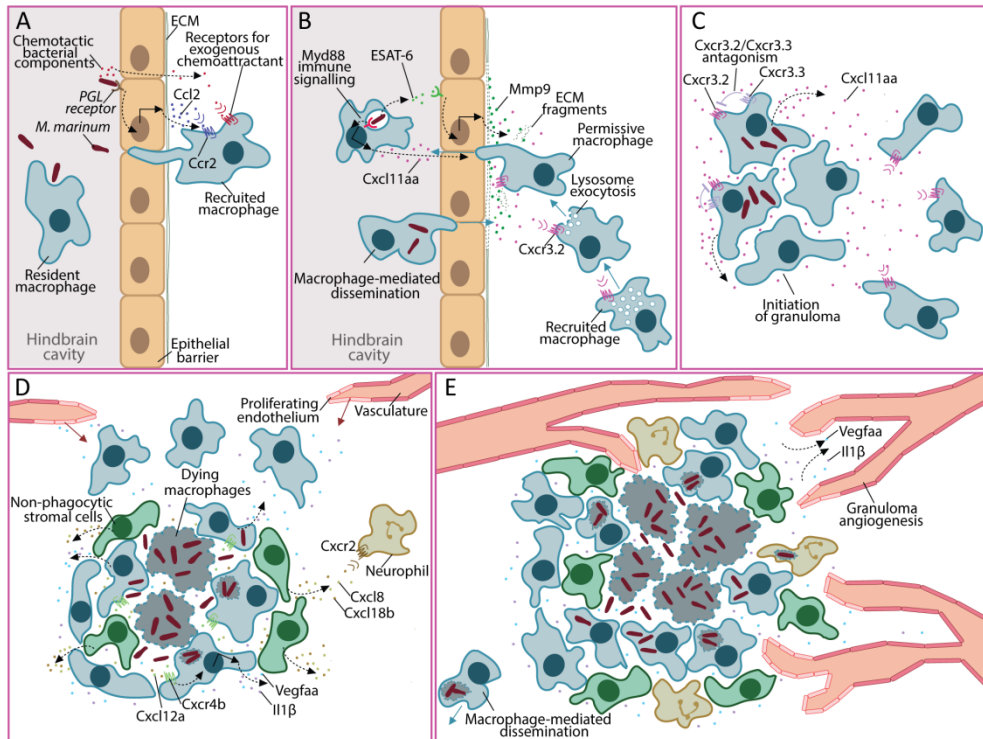 A
ECM
Chemotactic
bacterial
components
Receptors for
exogenous
chemoattractant
Ccl2
PGL
receptor
M. marinum
Ccr2
Recruited
macrophage
Resident
macrophage
Hindbrain
cavity
Epithelial
barrier
B
Myd88
immune
signalling
ESAT-6
Mmp9
ECM
fragments
Permissive
macrophage
Cxcl11aa
Lysosome
exocytosis
Cxcr3.2
Macrophage-mediated
dissemination
Recruited
macrophage
Hindbrain
cavity
C
Cxcr3.2/Cxcr3.3
antagonism
Cxcr3.2
Cxcr3.3
Cxcl11aa
Initiation
of granuloma
D
Proliferating
endothelium
Vasculature
Dying
macrophages
Non-phagocytic
stromal cells
Cxcr2
Neurophil
Cxcl8
Cxcl18b
Vegfaa
Il1β
Cxcr4b
Cxcl12a
E
Vegfaa
Il1β
Granuloma
angiogenesis
Macrophage-mediated
dissemination